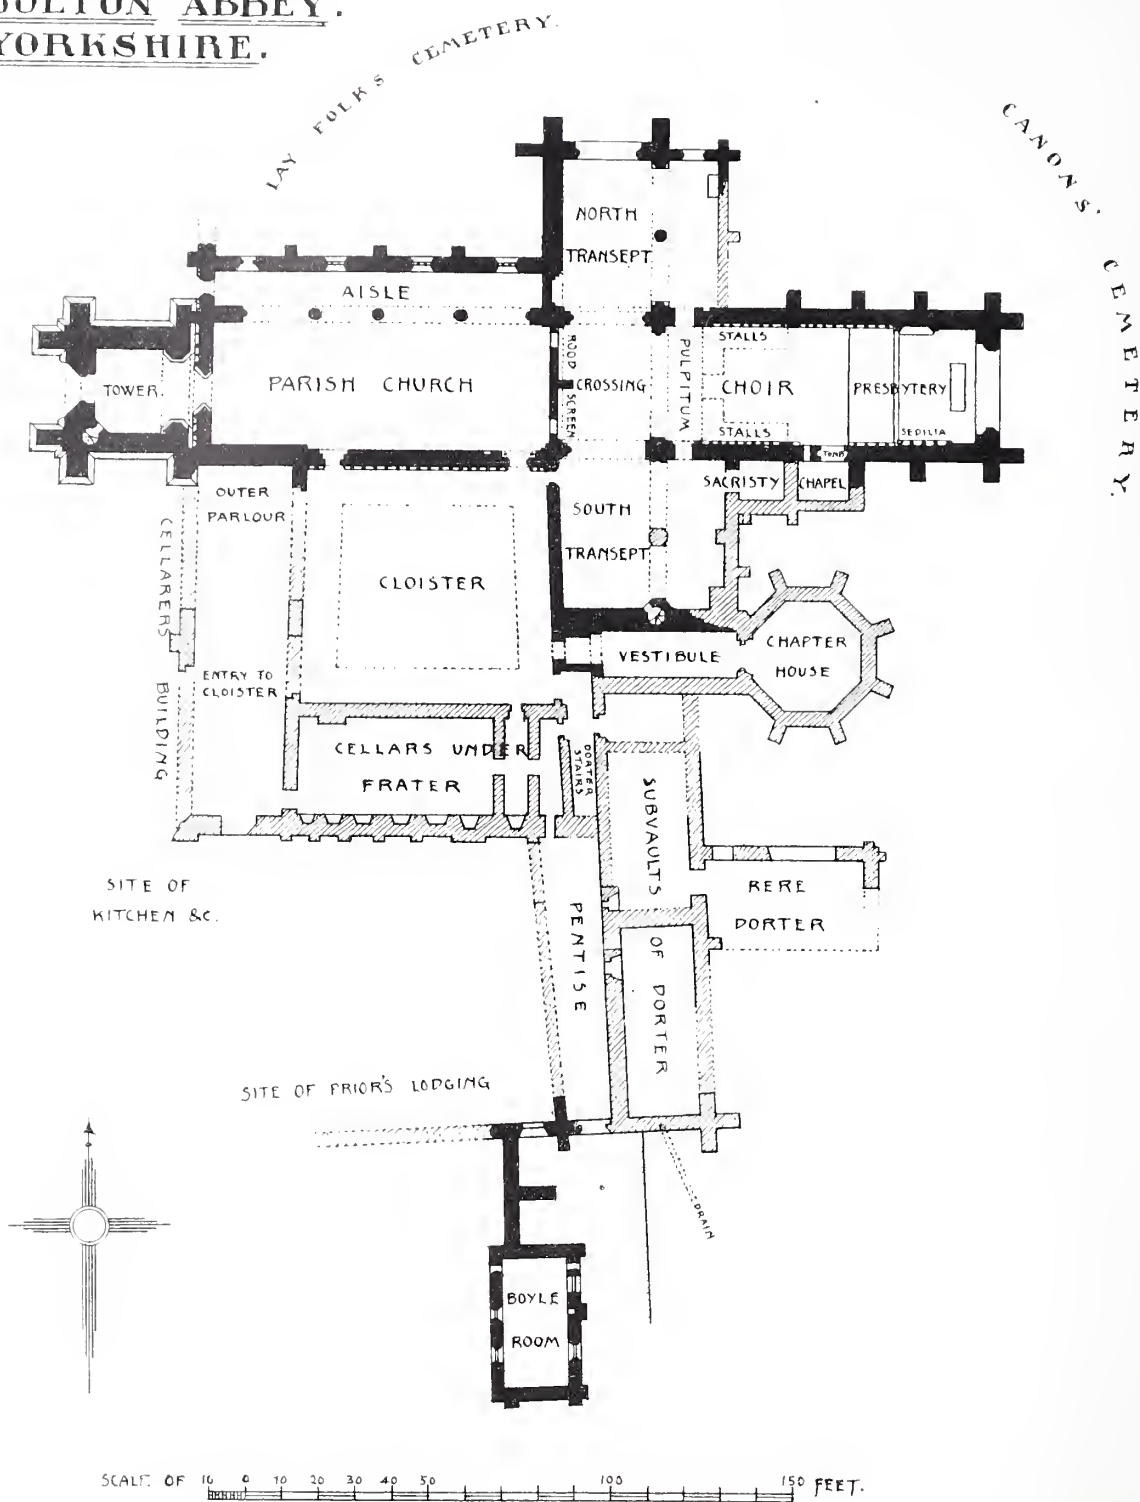 BOLTON ABBEY.
YORKSHIRE.
LAY FOLKS CEMETERY.
CANONS' CEMETERY.
NORTH
TRANSEPT
AISLE
TOWER.
PARISH CHURCH
ROOD SCREEN
CROSSING
PULPITUM
STALLS
CHOIR
STALLS
PRESBYTERY
SEDILIA
TOMB
SACRISTY
CHAPEL
OUTER
PARLOUR
CELLARERS BUILDING
CLOISTER
SOUTH
TRANSEPT
VESTIBULE
CHAPTER
HOUSE
ENTRY TO
CLOISTER
CELLARS UNDER
FRATER
DORTER
STAIRS
SUBVAULTS OF DORTER
RERE
DORTER
SITE OF
KITCHEN &C.
PENTISE
SITE OF PRIOR'S LODGING
DRAIN
BOYLE
ROOM
SCALE OF 10 0 10 20 30 40 50 100 150 FEET.